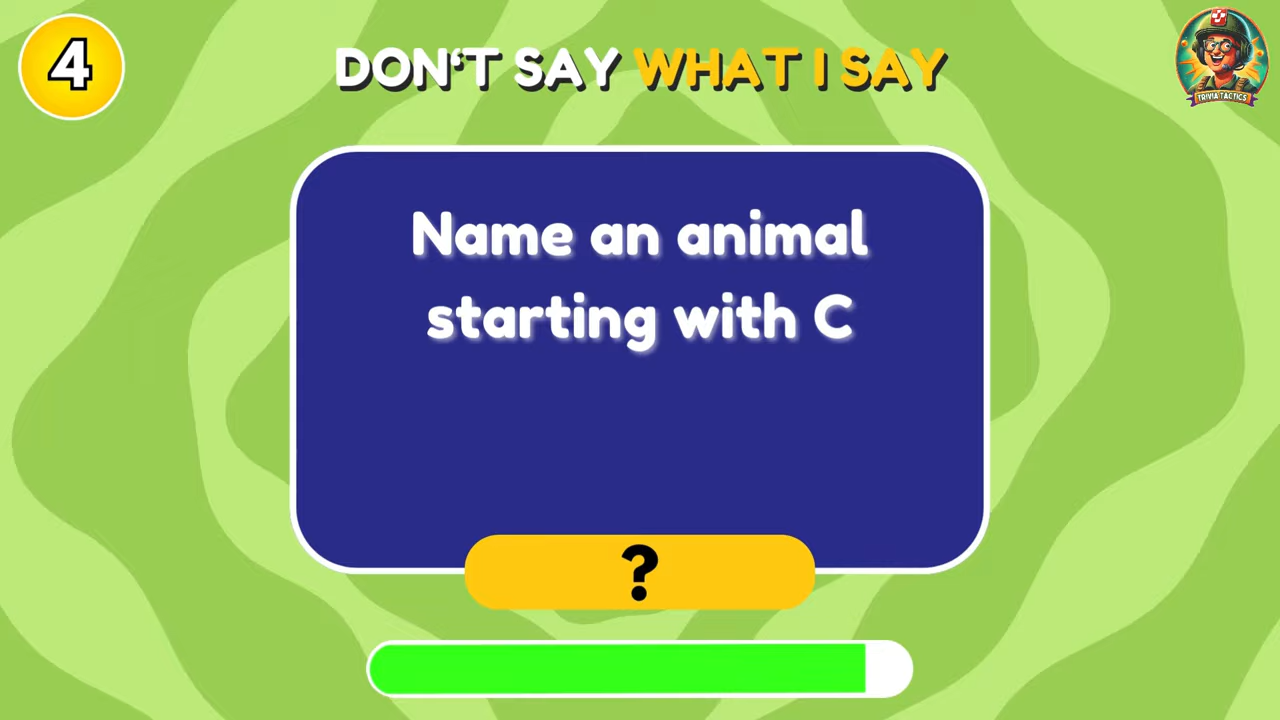 4
DON‘T SAY WHAT I SAY
TRIVIA TACTICS
Name an animal
starting with C
?